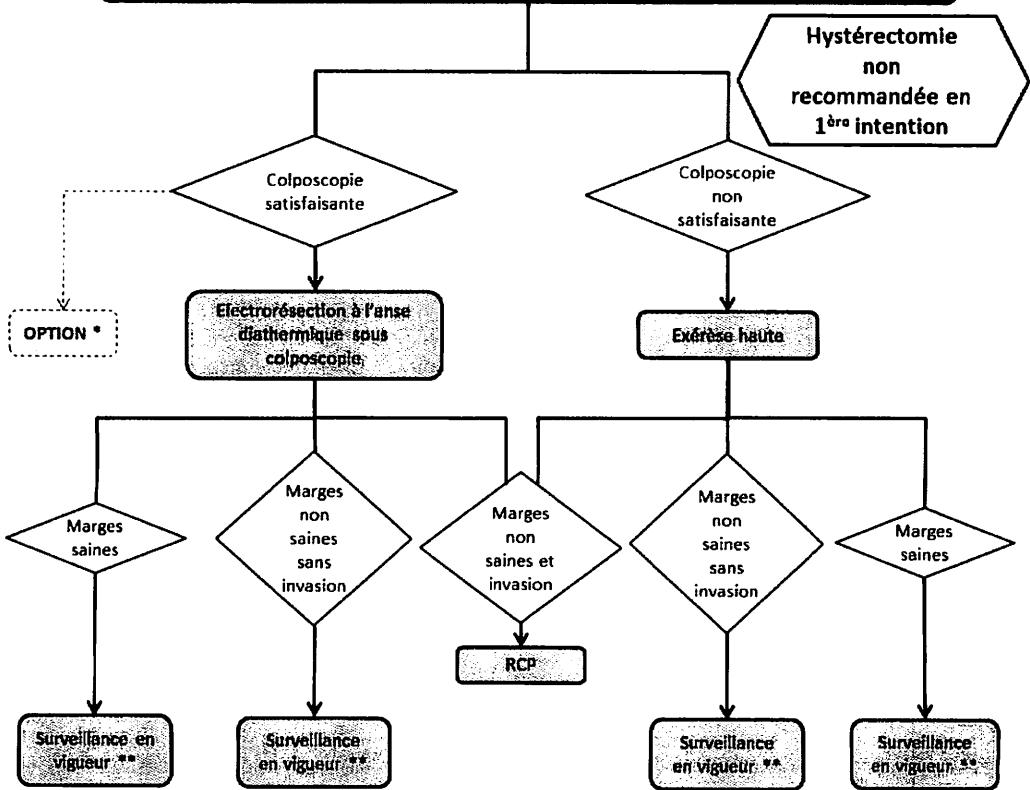 Hystérectomie
non
recommandée en
1ère intention
Colposcopie
satisfaisante
Colposcopie
non
satisfaisante
OPTION *
Electrorésection à l'anse
diathermique sous
colposcopie
Exérèse haute
Marges
saines
Marges
non
saines
sans
invasion
Marges
non
saines et
invasion
Marges
non
saines
sans
invasion
Marges
saines
RCP
Surveillance en
vigueur **
Surveillance
en vigueur **
Surveillance
en vigueur **
Surveillance
en vigueur **